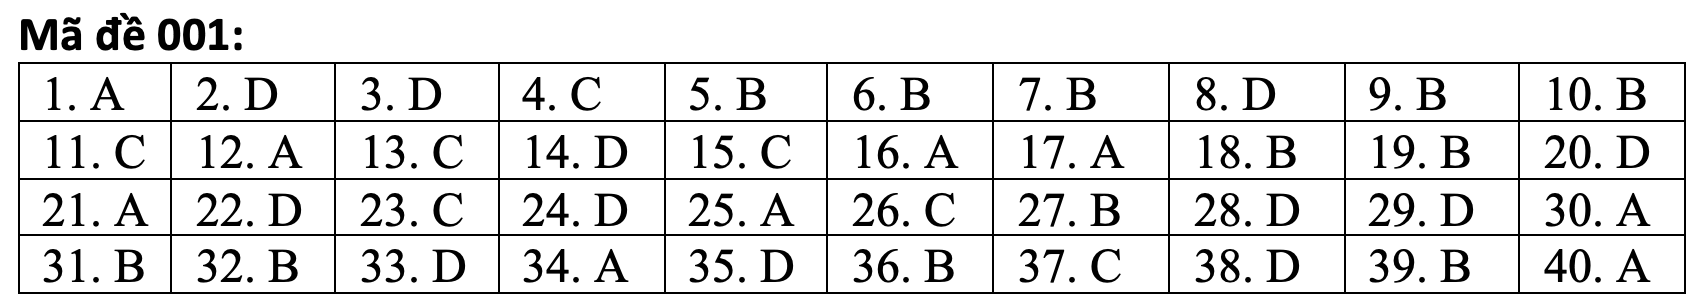 Mã đề 001:
1. A 2. D 3. D 4. C 5. B 6. B 7. B 8. D 9. B 10. B
11. C 12. A 13. C 14. D 15. C 16. A 17. A 18. B 19. B 20. D
21. A 22. D 23. C 24. D 25. A 26. C 27. B 28. D 29. D 30. A
31. B 32. B 33. D 34. A 35. D 36. B 37. C 38. D 39. B 40. A